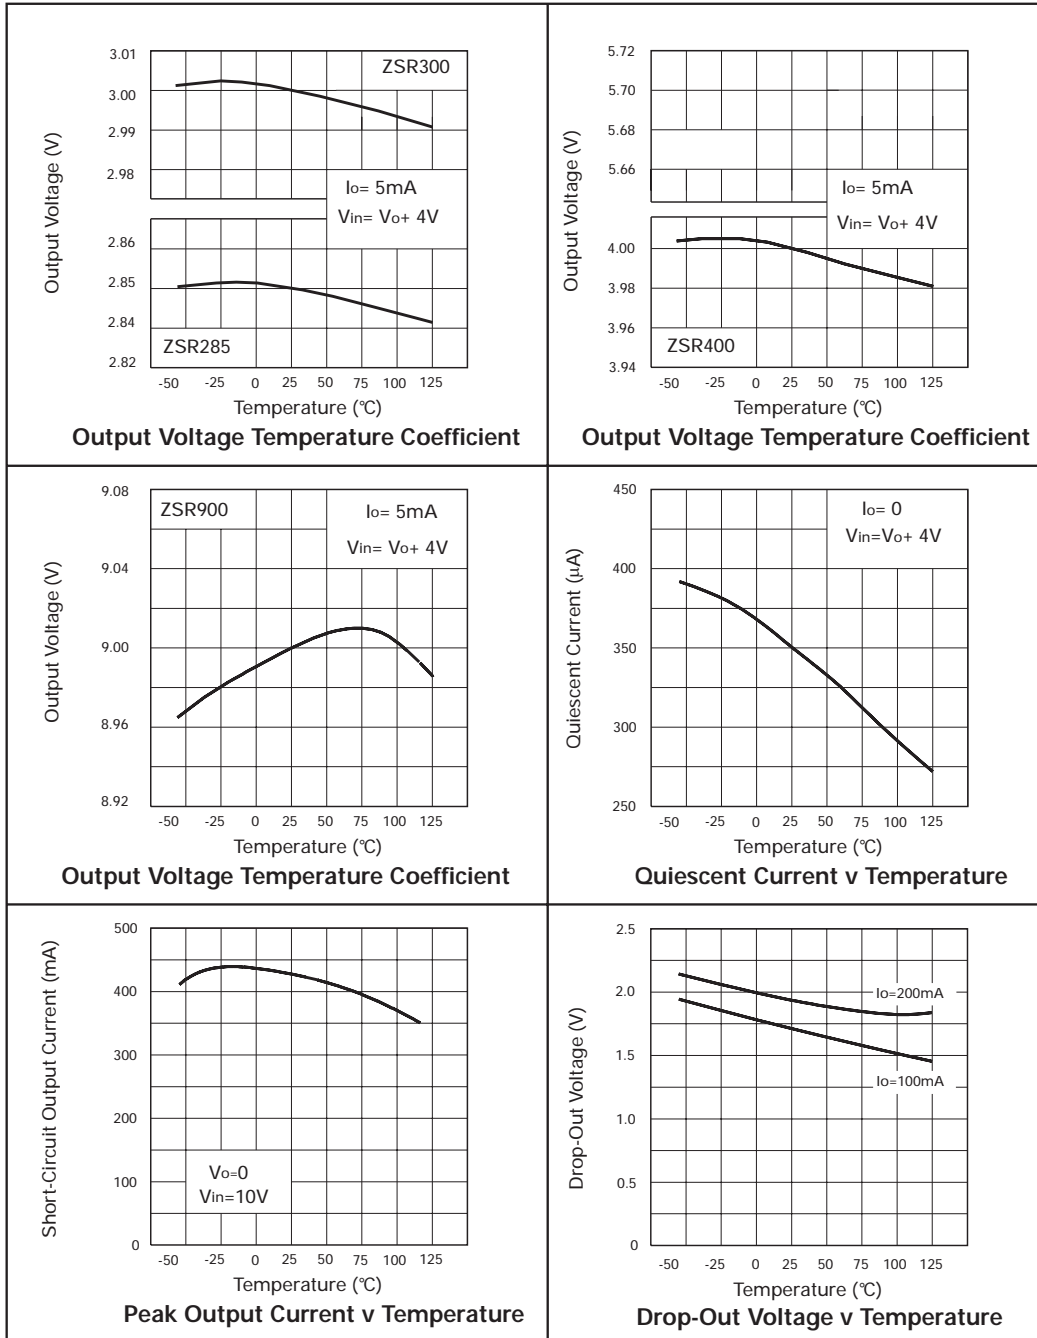 3.01
3.00
2.99
2.98
2.86
2.85
2.84
2.82
Output Voltage (V)
ZSR300
Io= 5mA
Vin= Vo+ 4V
ZSR285
-50 -25 0 25 50 75 100 125
Temperature (°C)
Output Voltage Temperature Coefficient
5.72
5.70
5.68
5.66
4.00
3.98
3.96
3.94
Output Voltage (V)
Io= 5mA
Vin= Vo+ 4V
ZSR400
-50 -25 0 25 50 75 100 125
Temperature (°C)
Output Voltage Temperature Coefficient
9.08
9.04
9.00
8.96
8.92
Output Voltage (V)
ZSR900
Io= 5mA
Vin= Vo+ 4V
-50 -25 0 25 50 75 100 125
Temperature (°C)
Output Voltage Temperature Coefficient
450
400
350
300
250
Quiescent Current (µA)
Io= 0
Vin=Vo+ 4V
-50 -25 0 25 50 75 100 125
Temperature (°C)
Quiescent Current v Temperature
500
400
300
200
100
0
Short-Circuit Output Current (mA)
Vo=0
Vin=10V
-50 -25 0 25 50 75 100 125
Temperature (°C)
Peak Output Current v Temperature
2.5
2.0
1.5
1.0
0.5
0
Drop-Out Voltage (V)
Io=200mA
Io=100mA
-50 -25 0 25 50 75 100 125
Temperature (°C)
Drop-Out Voltage v Temperature